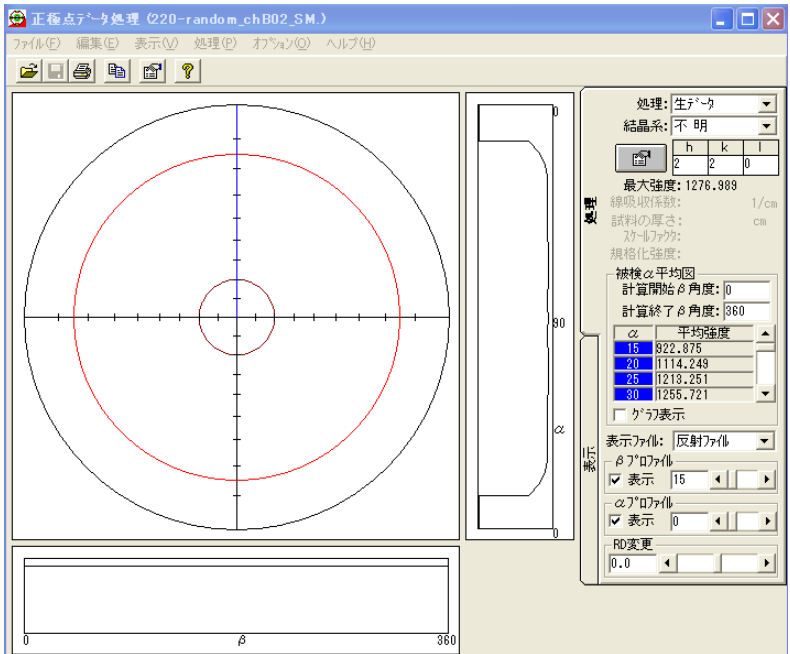 正極点ﾃﾞｰﾀ処理 (220-random_chB02_SM.)
ﾌｧｲﾙ(F) 編集(E) 表示(V) 処理(P) ｵﾌﾟｼｮﾝ(O) ﾍﾙﾌﾟ(H)
0
90
α
0
0
β
360
処理
表示
処理: 生ﾃﾞｰﾀ
結晶系: 不 明
h k l
2 2 0
最大強度: 1276.989
線吸収係数: 1/cm
試料の厚さ: cm
ｽｹｰﾙﾌｧｸﾀ:
規格化強度:
被検α平均図
計算開始β角度: 0
計算終了β角度: 360
α 平均強度
15 922.875
20 1114.249
25 1213.251
30 1255.721
ｸﾞﾗﾌ表示
表示ﾌｧｲﾙ: 反射ﾌｧｲﾙ
βﾌﾟﾛﾌｧｲﾙ
表示 15
αﾌﾟﾛﾌｧｲﾙ
表示 0
RD変更
0.0